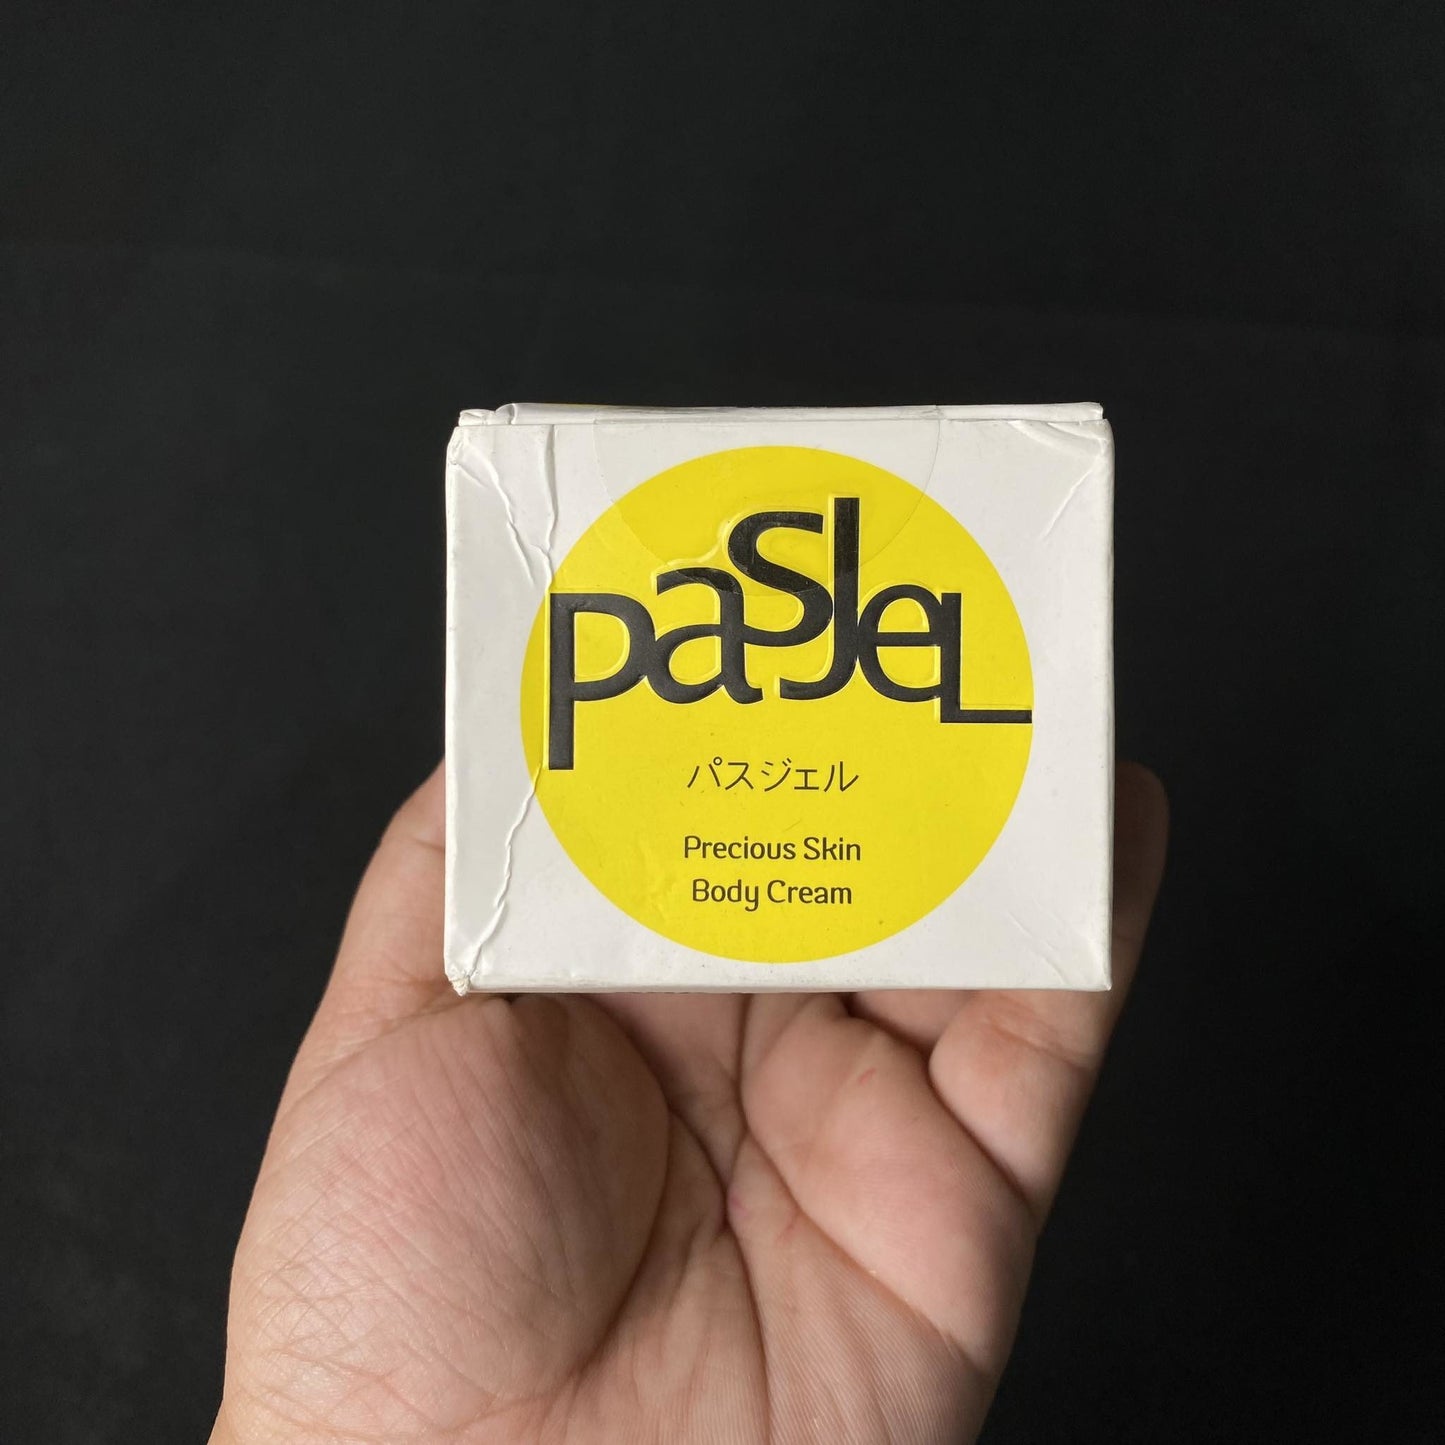 PasJeL
パスジェル
Precious Skin
Body Cream